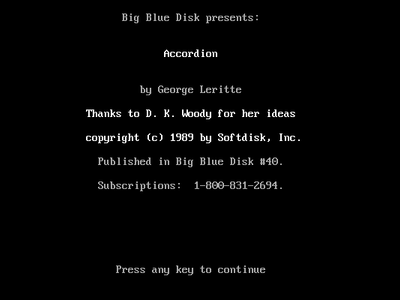 Big Blue Disk presents:
Accordion
by George Leritte
Thanks to D. K. Woody for her ideas
copyright (c) 1989 by Softdisk, Inc.
Published in Big Blue Disk #40.
Subscriptions: 1-800-831-2694.
Press any key to continue